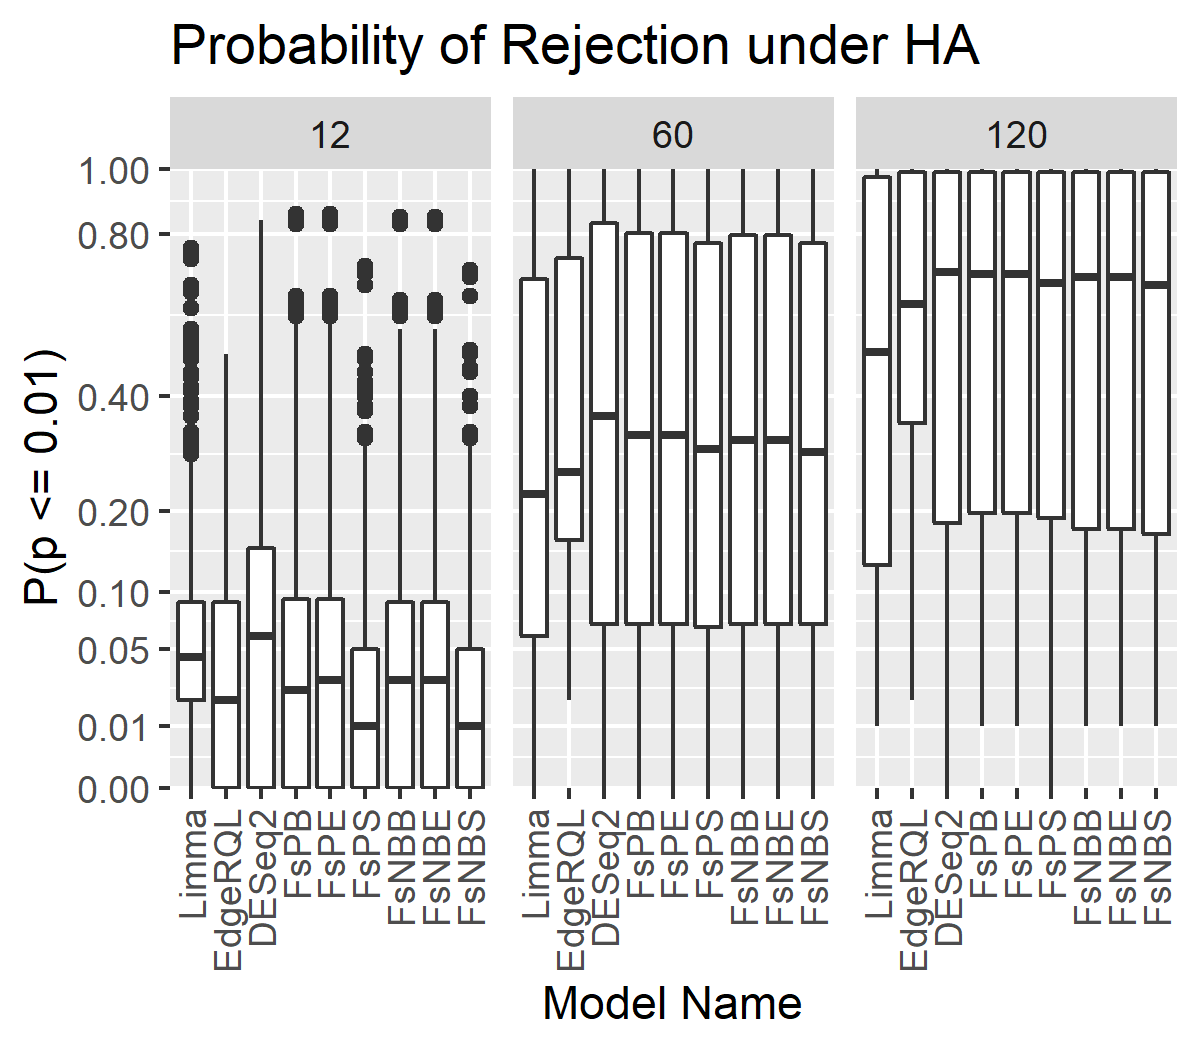 Probability of Rejection under HA
12 60 120
P(p <= 0.01)
1.00
0.80
0.40
0.20
0.10
0.05
0.01
0.00
Limma EdgeRQL DESeq2 FsPB FsPE FsPS FsNBB FsNBE FsNBS Limma EdgeRQL DESeq2 FsPB FsPE FsPS FsNBB FsNBE FsNBS Limma EdgeRQL DESeq2 FsPB FsPE FsPS FsNBB FsNBE FsNBS
Model Name